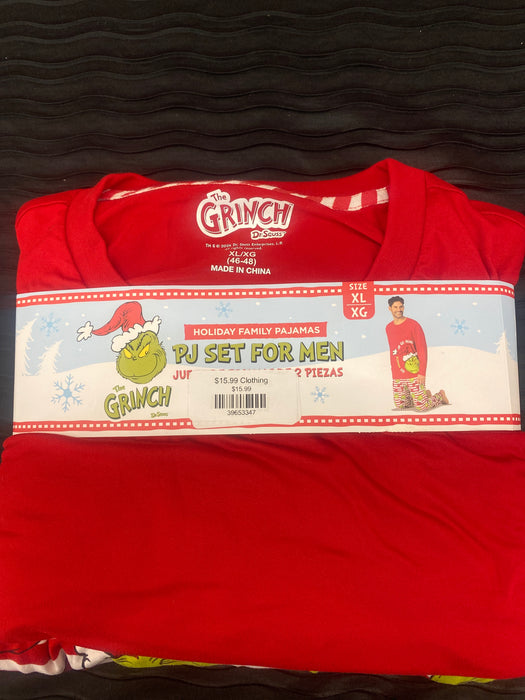 The
GRINCH
Dr. Seuss
TM & © 2024 Dr. Seuss Enterprises, L.P.
All rights reserved.
XL/XG
(46-48)
MADE IN CHINA
SIZE
XL
XG
HOLIDAY FAMILY PAJAMAS
PJ SET FOR MEN
2 PIEZAS
The
GRINCH
Dr. Seuss
$15.99 Clothing
$15.99
39653347